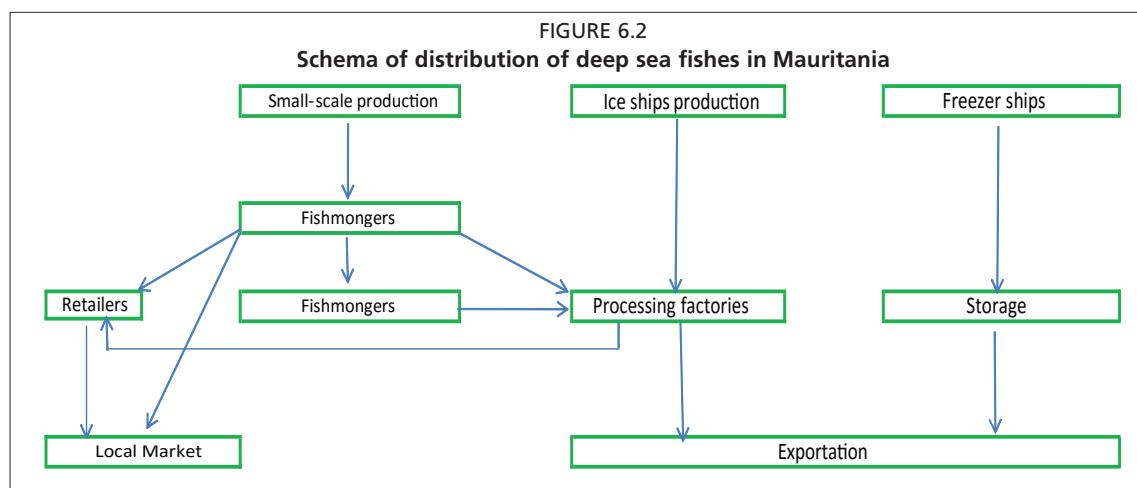 FIGURE 6.2
Schema of distribution of deep sea fishes in Mauritania
Small-scale production
Ice ships production
Freezer ships
Fishmongers
Retailers
Fishmongers
Processing factories
Storage
Local Market
Exportation